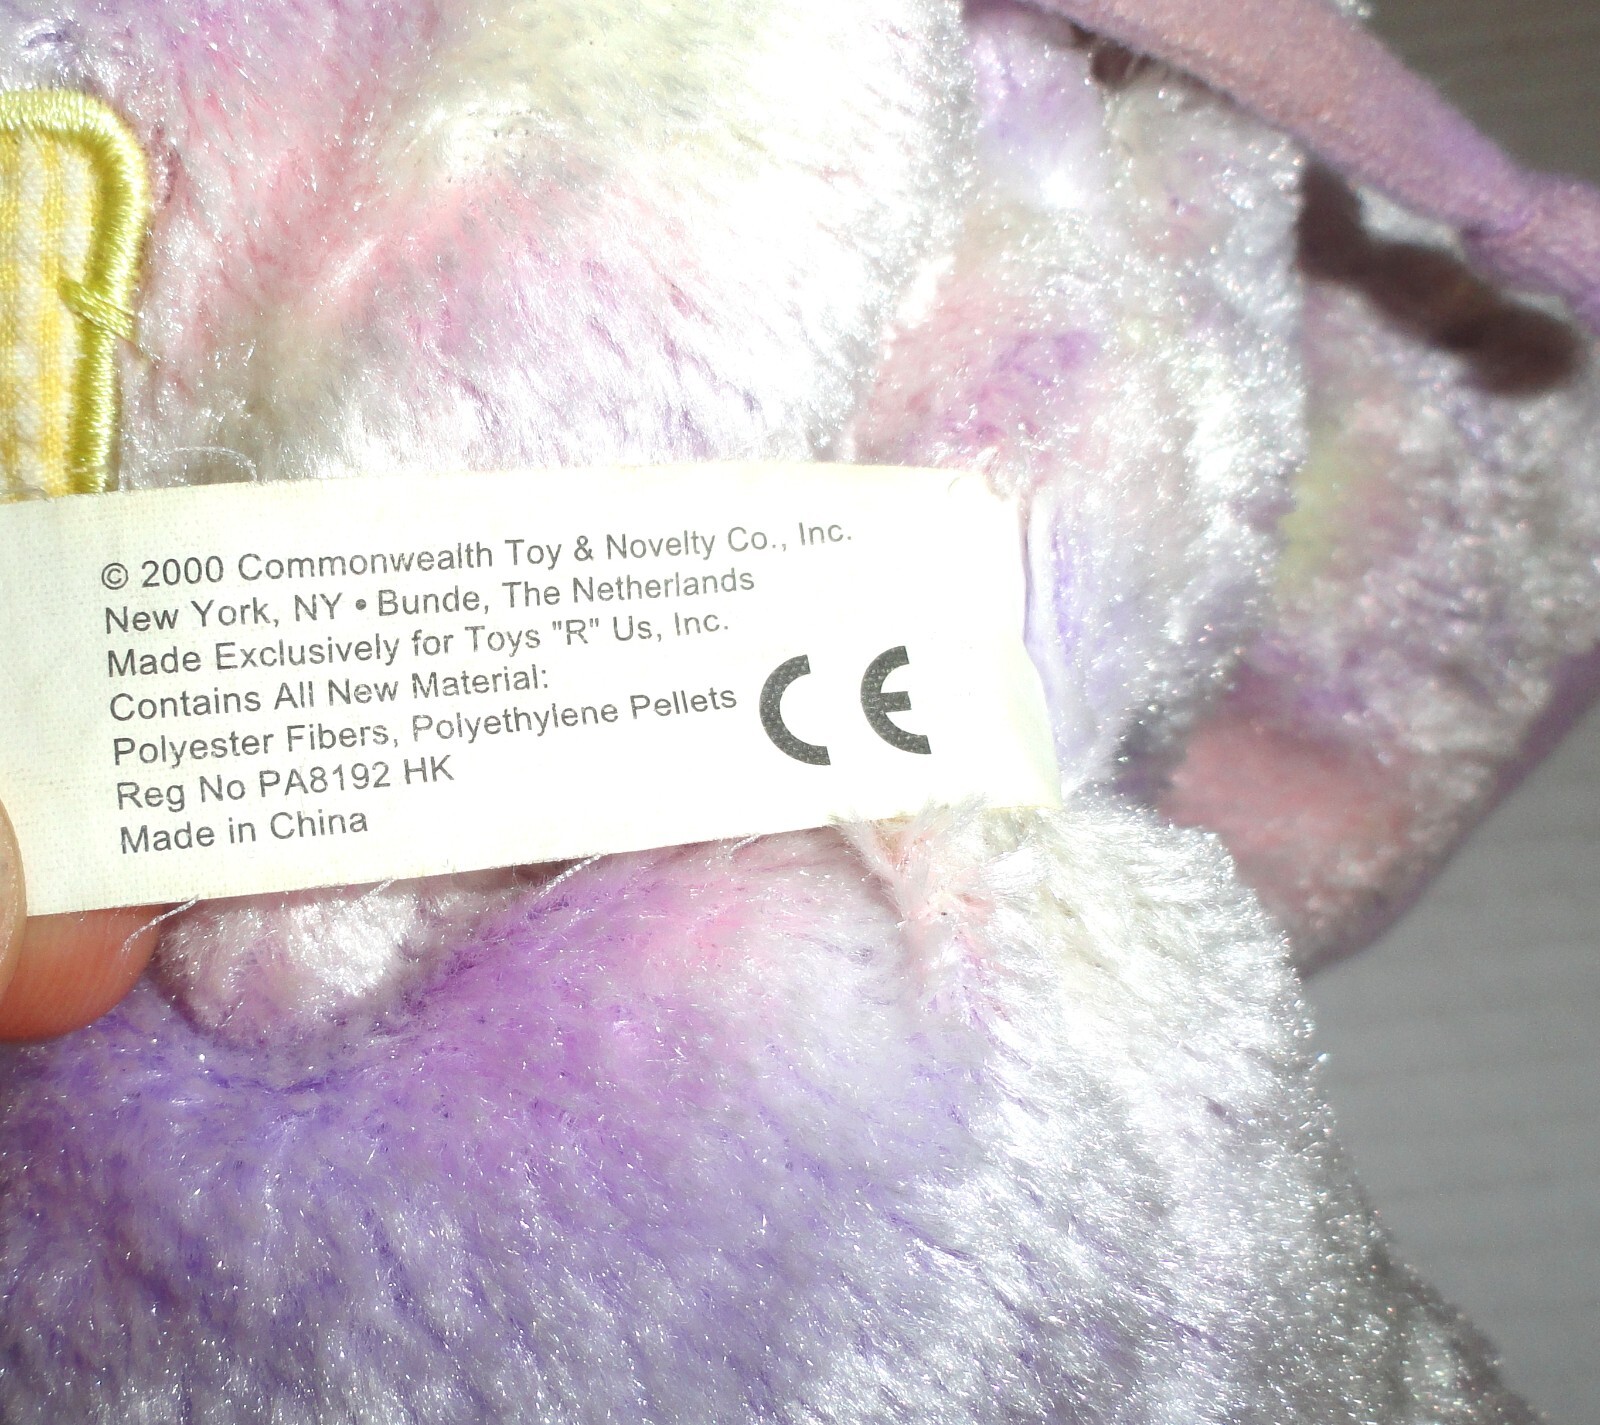 © 2000 Commonwealth Toy & Novelty Co., Inc.
New York, NY • Bunde, The Netherlands
Made Exclusively for Toys "R" Us, Inc.
Contains All New Material:
Polyester Fibers, Polyethylene Pellets
Reg No PA8192 HK
Made in China
CE